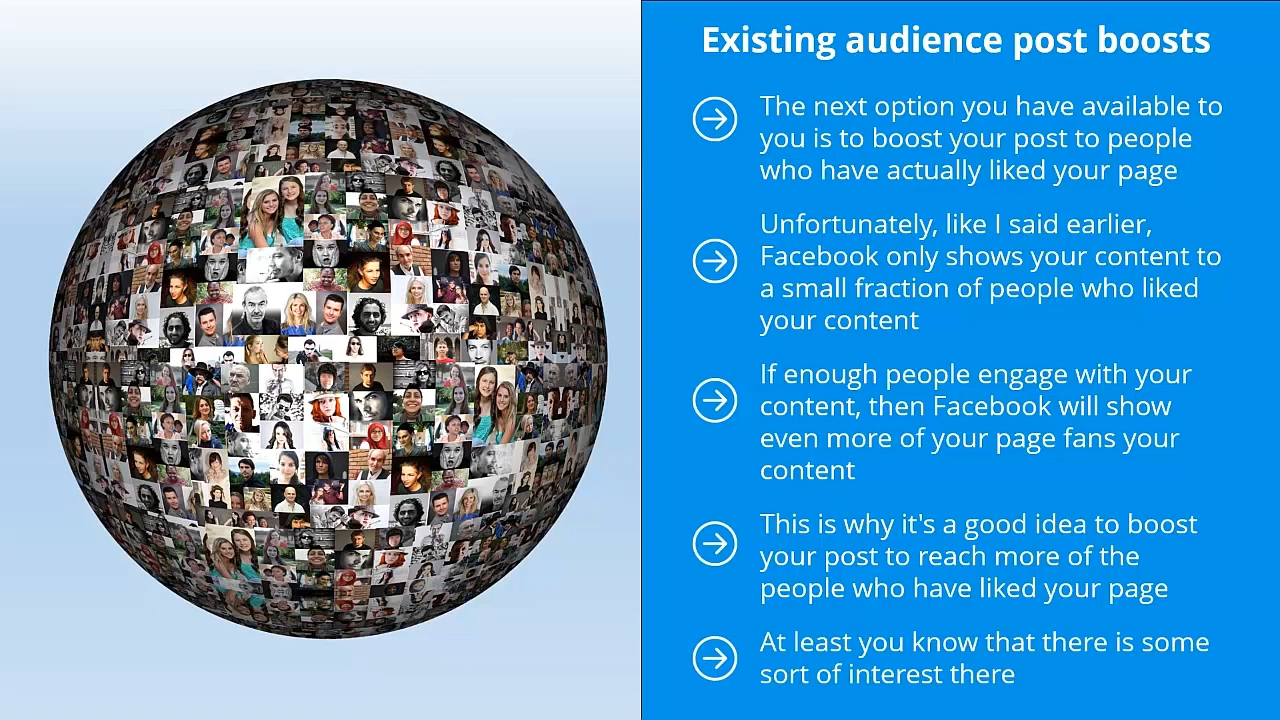 Existing audience post boosts
The next option you have available to
you is to boost your post to people
who have actually liked your page
Unfortunately, like I said earlier,
Facebook only shows your content to
a small fraction of people who liked
your content
If enough people engage with your
content, then Facebook will show
even more of your page fans your
content
This is why it's a good idea to boost
your post to reach more of the
people who have liked your page
At least you know that there is some
sort of interest there